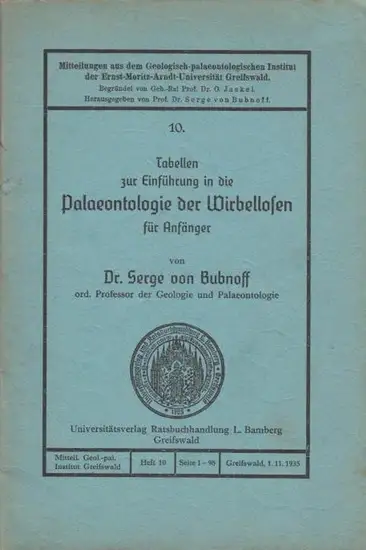 Mitteilungen aus dem Geologisch-palaeontologischen Institut
der Ernst-Moritz-Arndt-Universität Greifswald.
Begründet von Geh.-Rat Prof. Dr. O. Jaekel.
Herausgegeben von Prof. Dr. Serge von Bubnoff.
10.
Tabellen
zur Einführung in die
Palaeontologie der Wirbellosen
für Anfänger
von
Dr. Serge von Bubnoff
ord. Professor der Geologie und Palaeontologie
Universitätsverlag Ratsbuchhandlung L. Bamberg
Greifswald
Mitteil. Geol.-pal.
Institut Greifswald
Heft 10
Seite 1-98
Greifswald, 1.11.1935